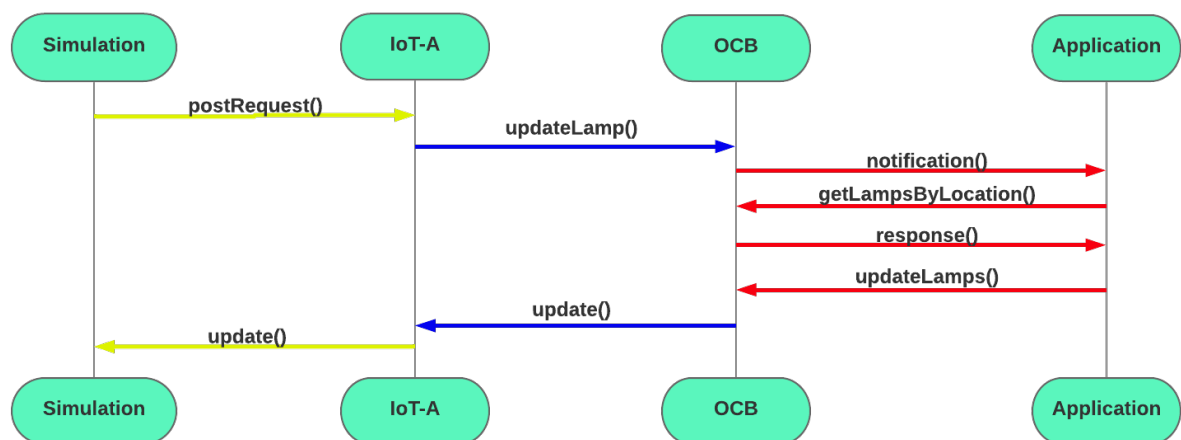 Simulation
IoT-A
OCB
Application
postRequest()
updateLamp()
notification()
getLampsByLocation()
response()
updateLamps()
update()
update()
Simulation
IoT-A
OCB
Application